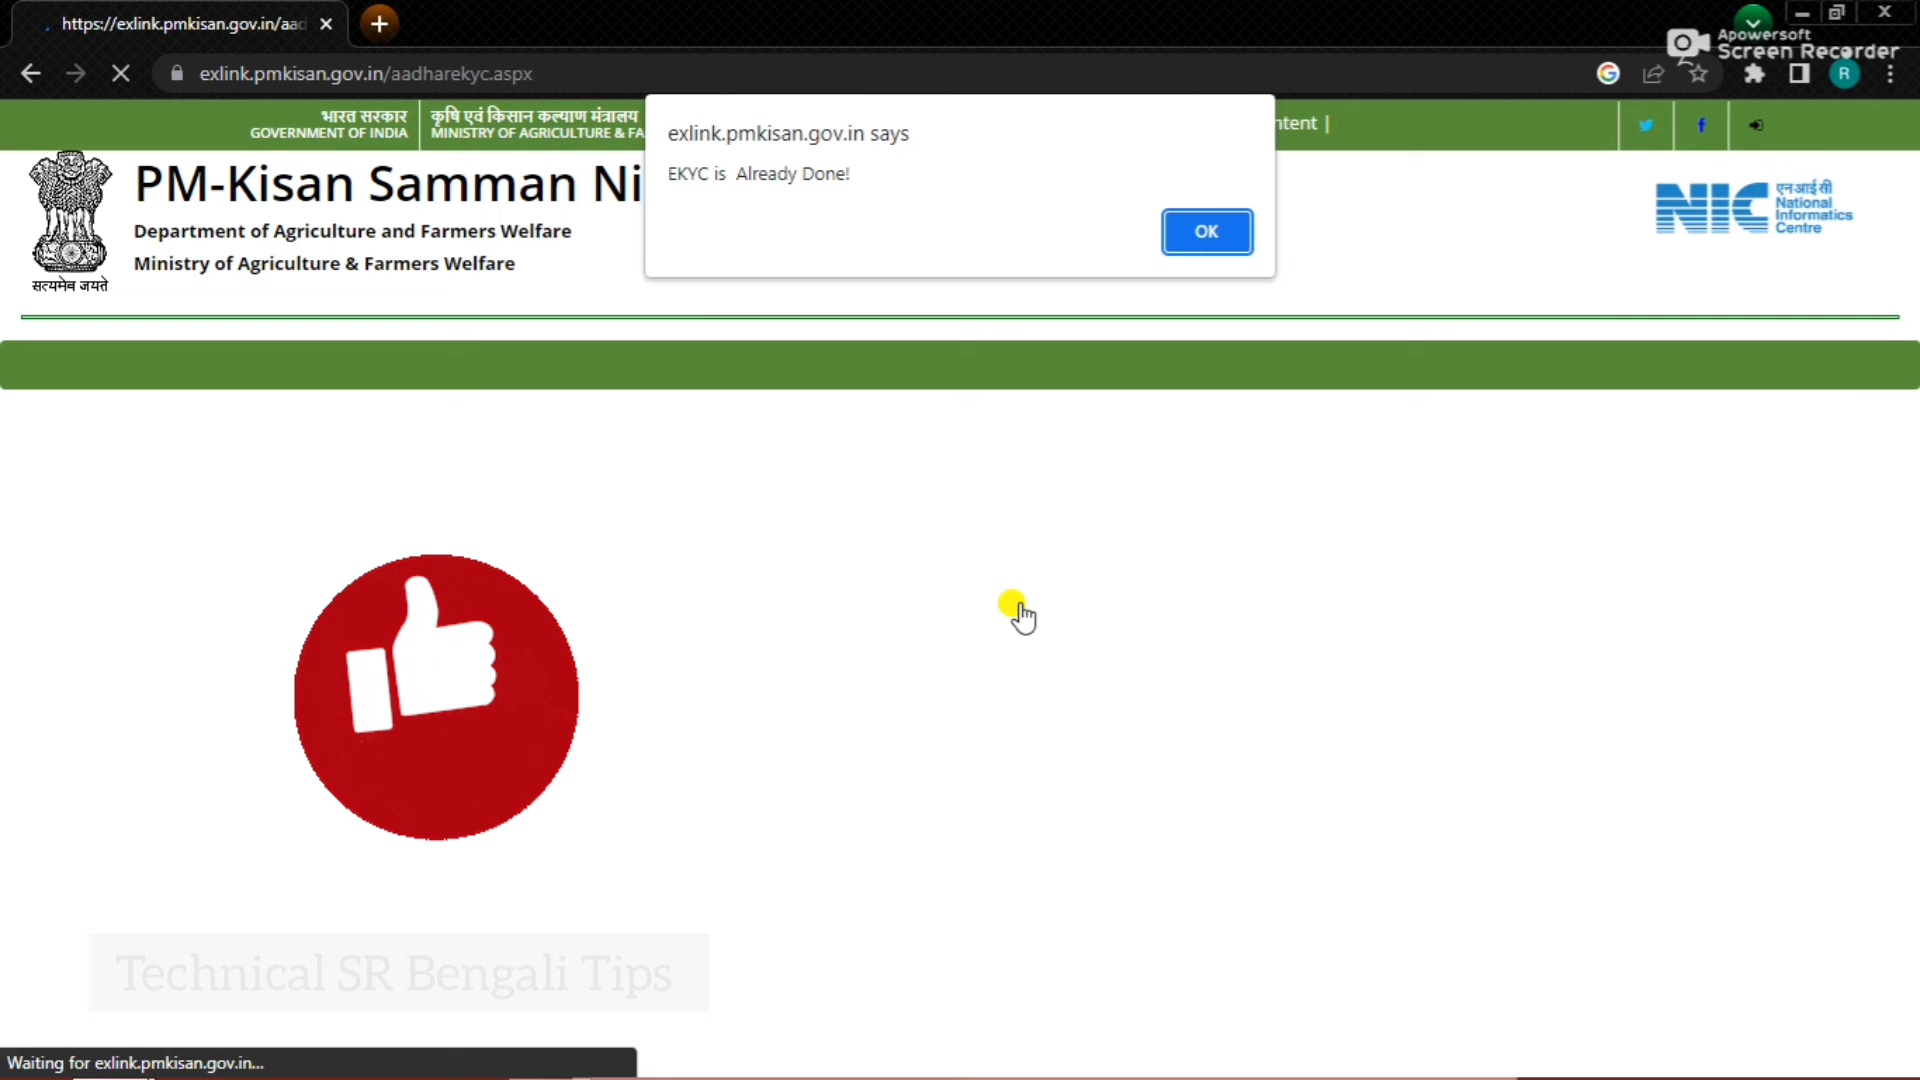 https://exlink.pmkisan.gov.in/aad
Apowersoft
Screen Recorder
exlink.pmkisan.gov.in/aadharekyc.aspx
R
भारत सरकार
GOVERNMENT OF INDIA
कृषि एवं किसान कल्याण मंत्रालय
MINISTRY OF AGRICULTURE & FA
ntent |
exlink.pmkisan.gov.in says
EKYC is Already Done!
OK
PM-Kisan Samman Ni
Department of Agriculture and Farmers Welfare
Ministry of Agriculture & Farmers Welfare
सत्यमेव जयते
NIC
एनआईसी
National
Informatics
Centre
Technical SR Bengali Tips
Waiting for exlink.pmkisan.gov.in...